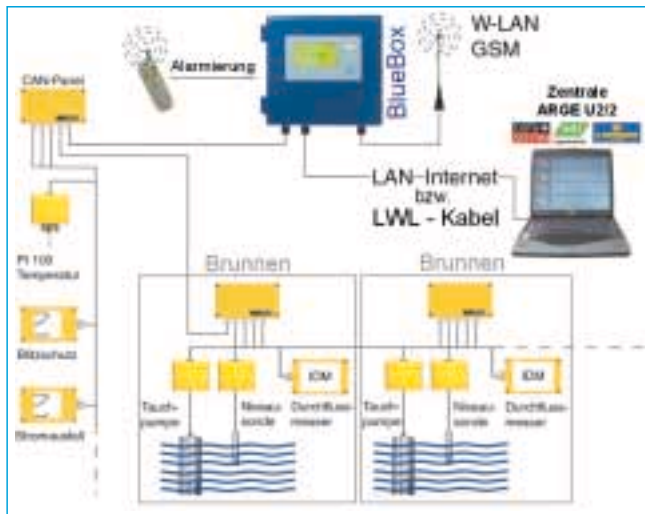 W-LAN
GSM
Alarmierung
BlueBox
CAN-Panel
Zentrale
ARGE U2/2
LAN-Internet
bzw.
LWL - Kabel
Pt 100
Temperatur
Blitzschutz
Stromausfall
Brunnen
Tauch-
pumpe
Niveau-
sonde
IDM
Durchfluss-
messer
Brunnen
Tauch-
pumpe
Niveau-
sonde
IDM
Durchfluss-
messer